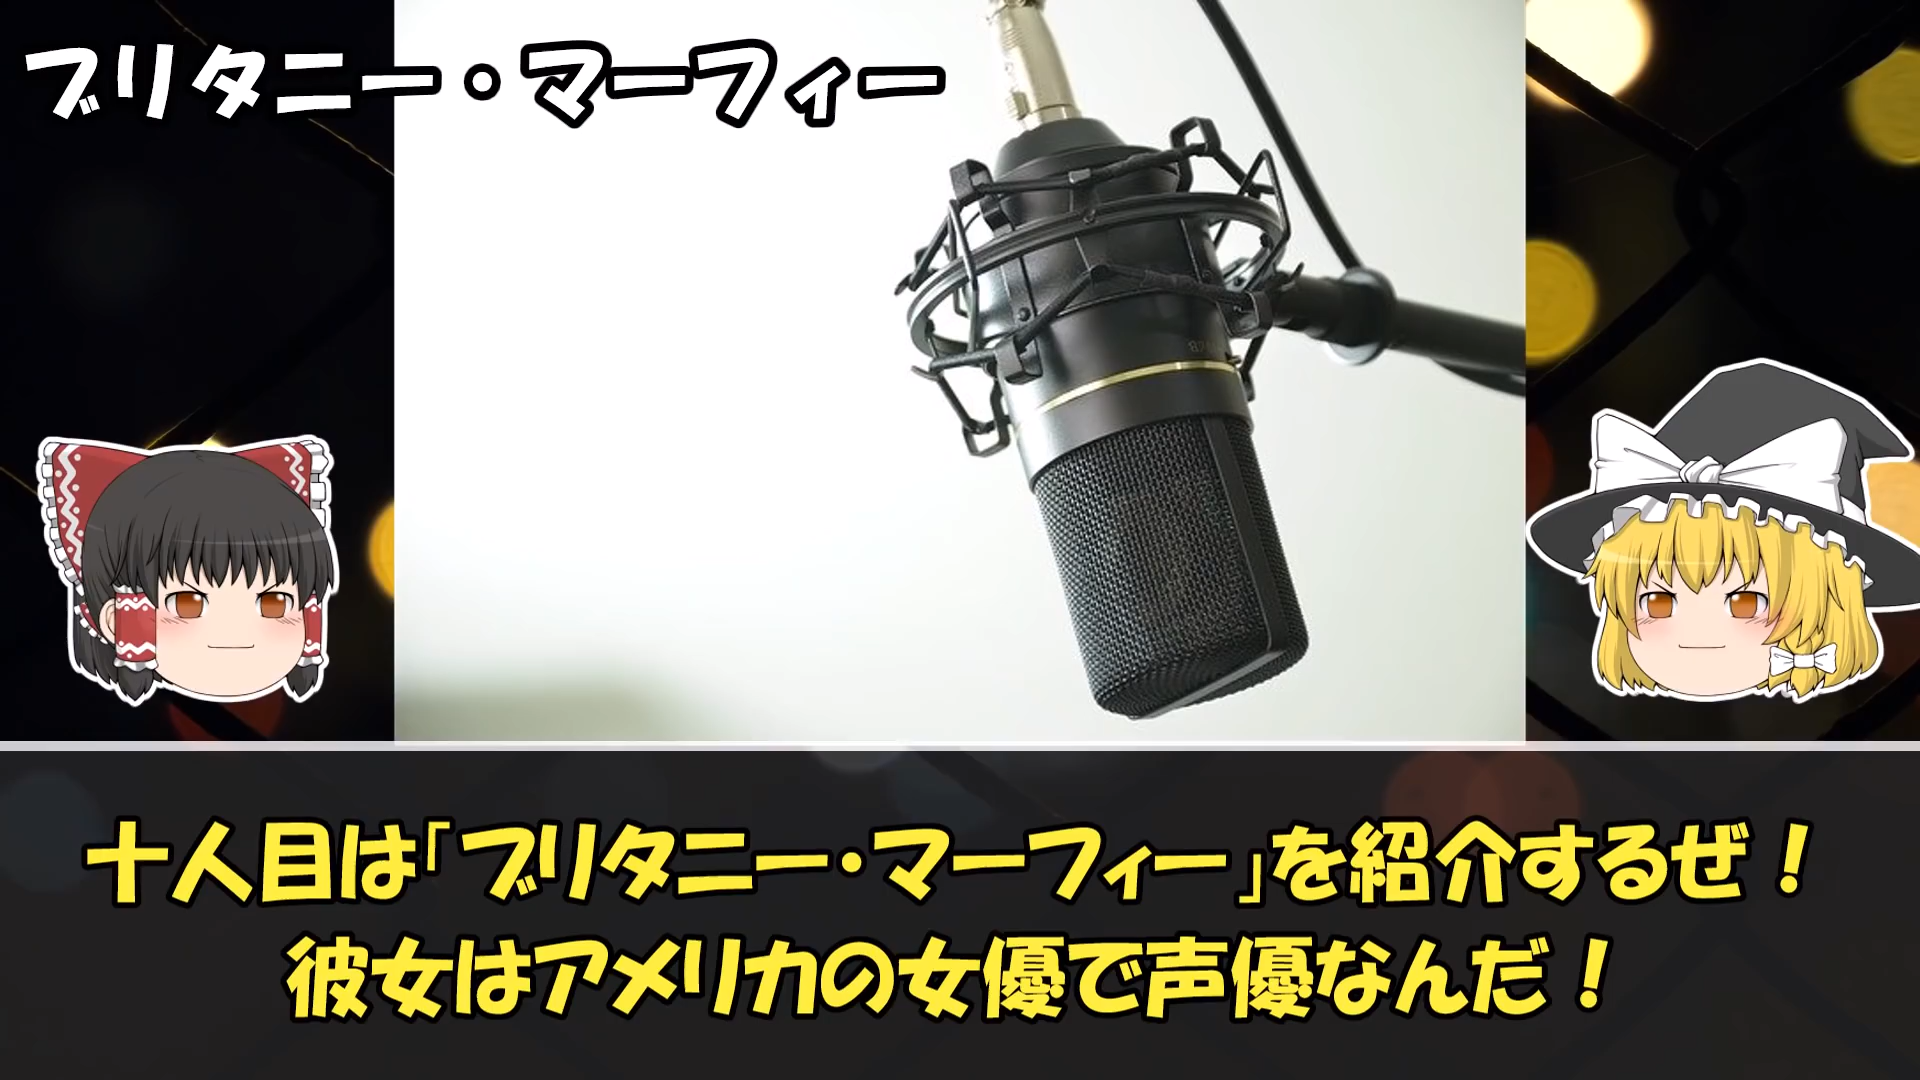 ブリタニー・マーフィー
十人目は「ブリタニー・マーフィー」を紹介するぜ！
彼女はアメリカの女優で声優なんだ！